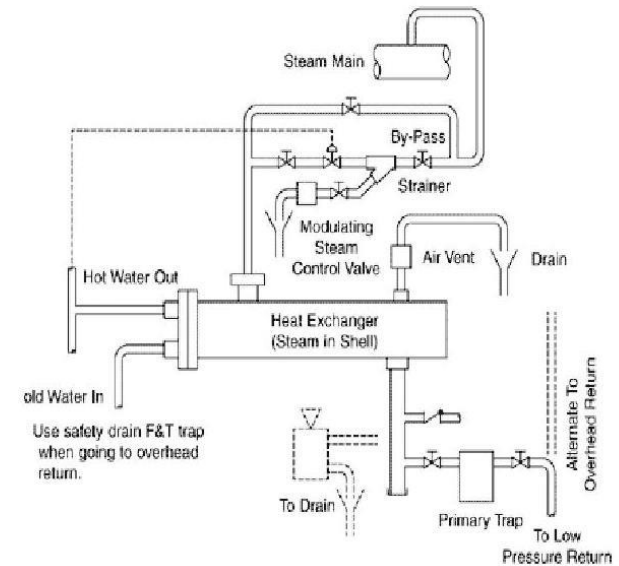 Steam Main
By-Pass
Strainer
Modulating
Steam
Control Valve
Air Vent
Drain
Hot Water Out
Heat Exchanger
(Steam in Shell)
old Water In
Use safety drain F&T trap
when going to overhead
return.
To Drain
Primary Trap
Alternate To
Overhead Return
To Low
Pressure Return